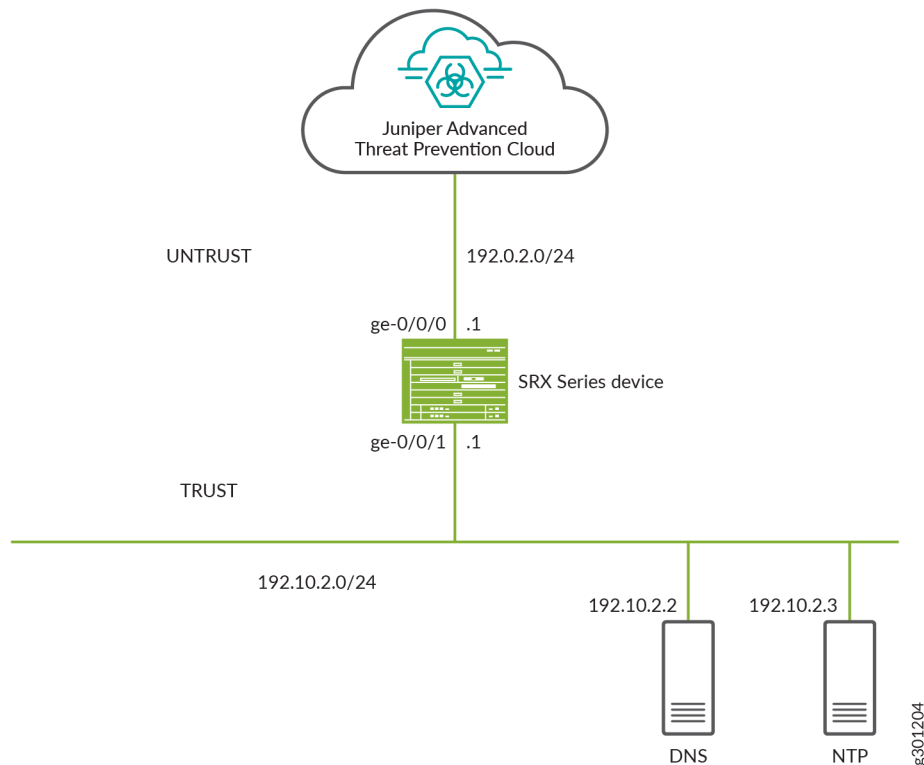 Juniper Advanced
Threat Prevention Cloud
UNTRUST
192.0.2.0/24
ge-0/0/0 .1
SRX Series device
ge-0/0/1 .1
TRUST
192.10.2.0/24
192.10.2.2
192.10.2.3
DNS
NTP
g301204